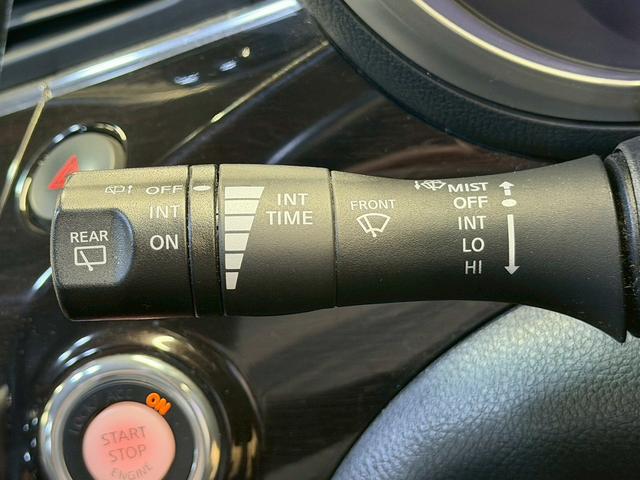 REAR
OFF
INT
ON
INT
TIME
FRONT
MIST
OFF
INT
LO
HI
ON
START
STOP
ENGINE